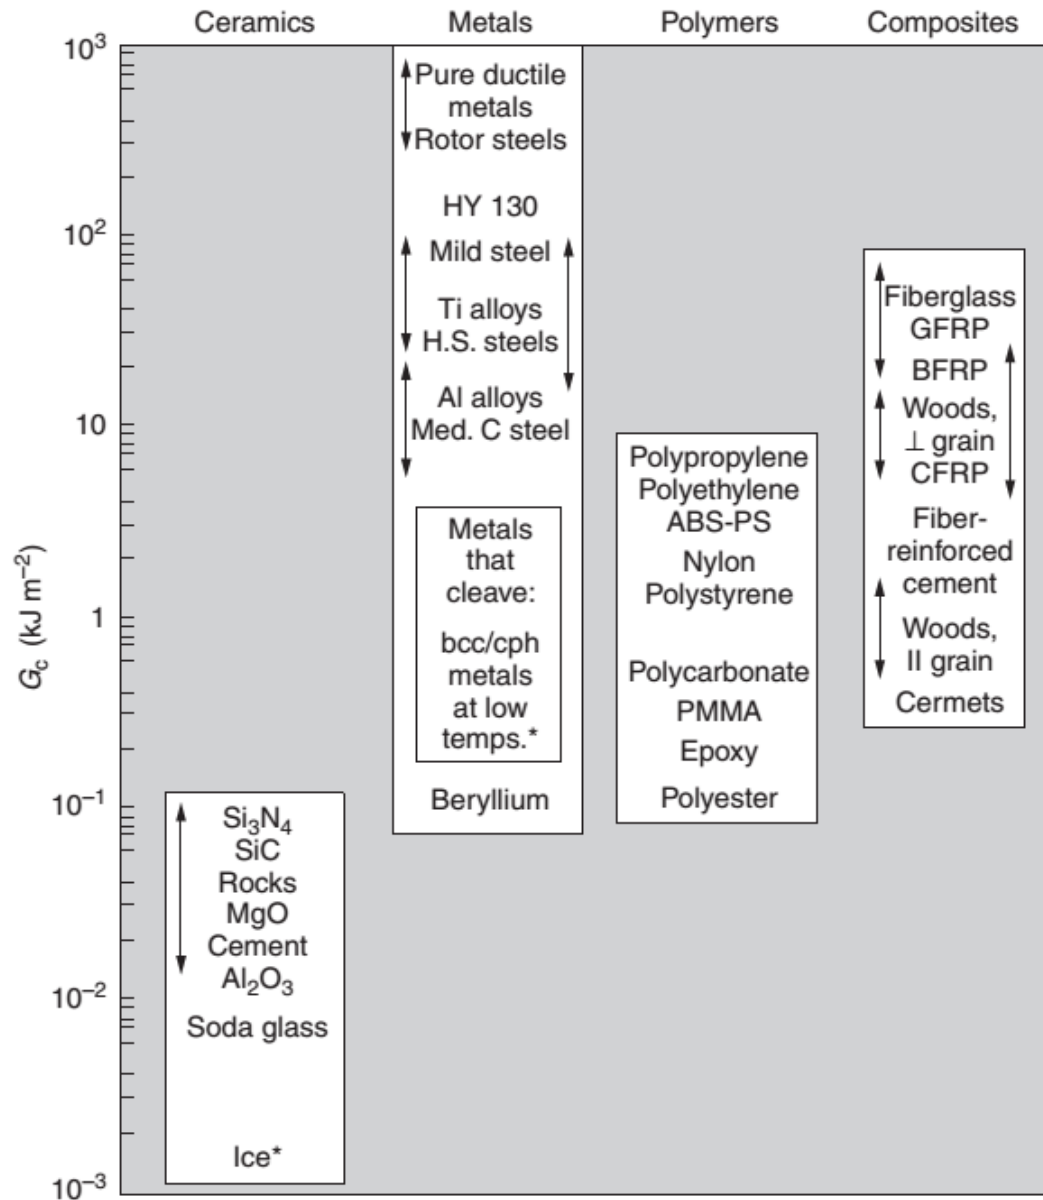 Ceramics Metals Polymers Composites
G_c (kJ m⁻²)
10³
10²
10
1
10⁻¹
10⁻²
10⁻³
Si₃N₄
SiC
Rocks
MgO
Cement
Al₂O₃
Soda glass
Ice*
Pure ductile
metals
Rotor steels
HY 130
Mild steel
Ti alloys
H.S. steels
Al alloys
Med. C steel
Metals
that
cleave:
bcc/cph
metals
at low
temps.*
Beryllium
Polypropylene
Polyethylene
ABS-PS
Nylon
Polystyrene
Polycarbonate
PMMA
Epoxy
Polyester
Fiberglass
GFRP
BFRP
Woods,
⊥ grain
CFRP
Fiber-
reinforced
cement
Woods,
II grain
Cermets